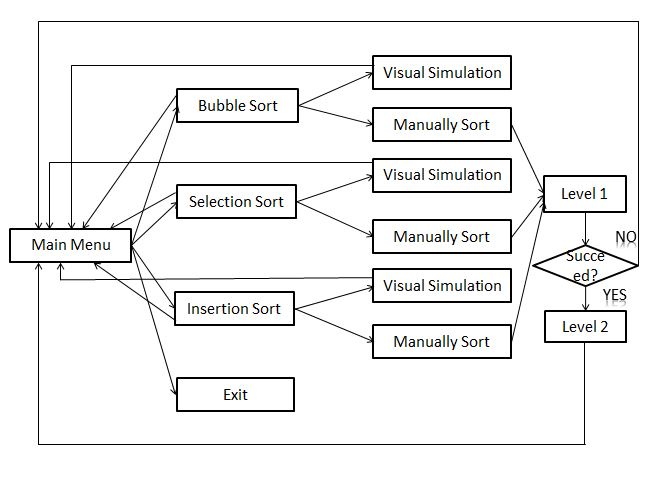 Visual Simulation
Bubble Sort
Manually Sort
Visual Simulation
Selection Sort
Level 1
Manually Sort
Main Menu
NO
Succe
ed?
Visual Simulation
YES
Insertion Sort
Level 2
Manually Sort
Exit